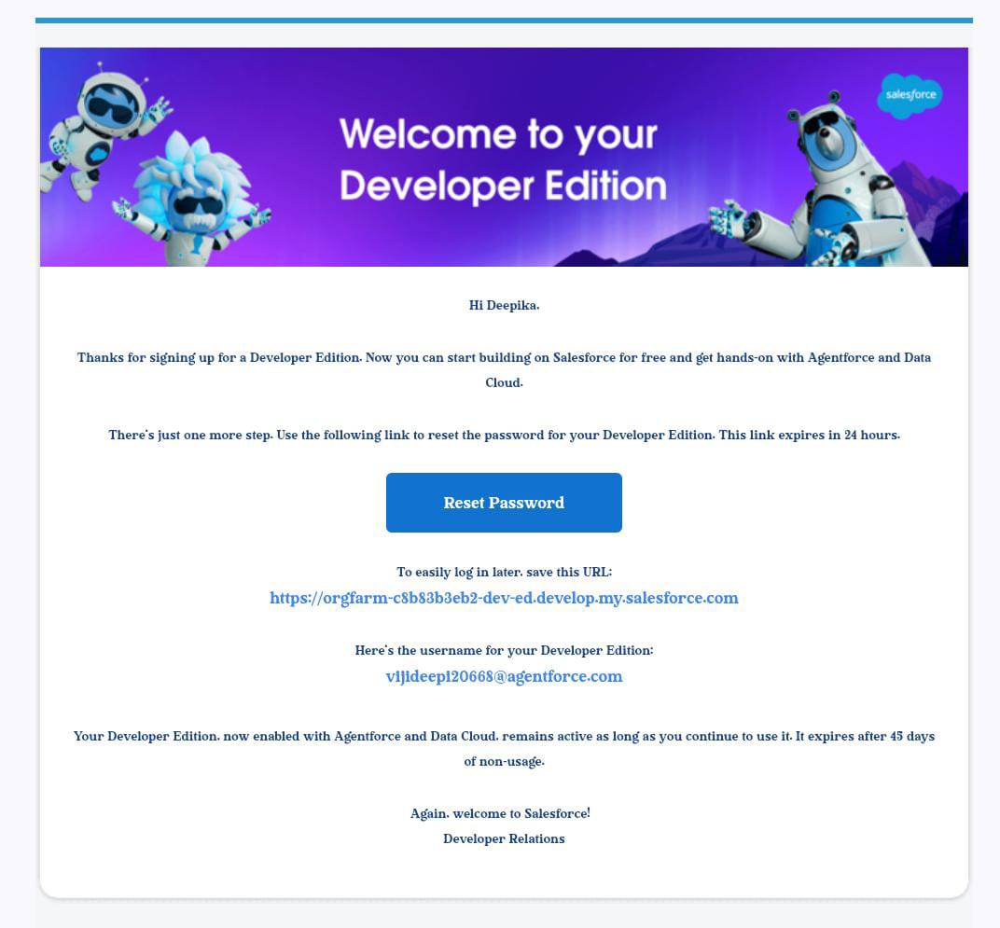 salesforce
Welcome to your
Developer Edition
Hi Deepika,
Thanks for signing up for a Developer Edition. Now you can start building on Salesforce for free and get hands-on with Agentforce and Data
Cloud.
There's just one more step. Use the following link to reset the password for your Developer Edition. This link expires in 24 hours.
Reset Password
To easily log in later, save this URL:
https://orgfarm-c8b83b3eb2-dev-ed.develop.my.salesforce.com
Here's the username for your Developer Edition:
vijideepi20668@agentforce.com
Your Developer Edition, now enabled with Agentforce and Data Cloud, remains active as long as you continue to use it. It expires after 45 days
of non-usage.
Again, welcome to Salesforce!
Developer Relations